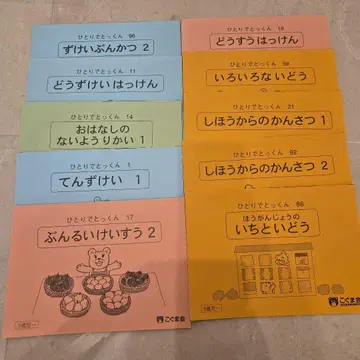 ひとりでとっくん 96
ずけいぶんかつ 2
ひとりでとっくん 11
どうずけいはっけん
ひとりでとっくん 14
おはなしの
ないようりかい 1
ひとりでとっくん 1
てんずけい 1
ひとりでとっくん 17
ぶんるいけいすう 2
こぐま会
ひとりでとっくん 18
どうすうはっけん
ひとりでとっくん 58
いろいろないどう
ひとりでとっくん 21
しほうからのかんさつ 1
ひとりでとっくん 92
しほうからのかんさつ 2
ひとりでとっくん 86
ほうがんじょうの
いちといどう
こぐま会